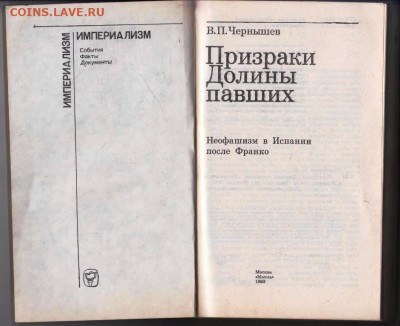 COINS.LAVE.RU
ИМПЕРИАЛИЗМ
ИМПЕРИАЛИЗМ
События
Факты
Документы
В.П.Чернышев
Призраки
Долины
павших
Неофашизм в Испании
после Франко
Москва
«Мысль»